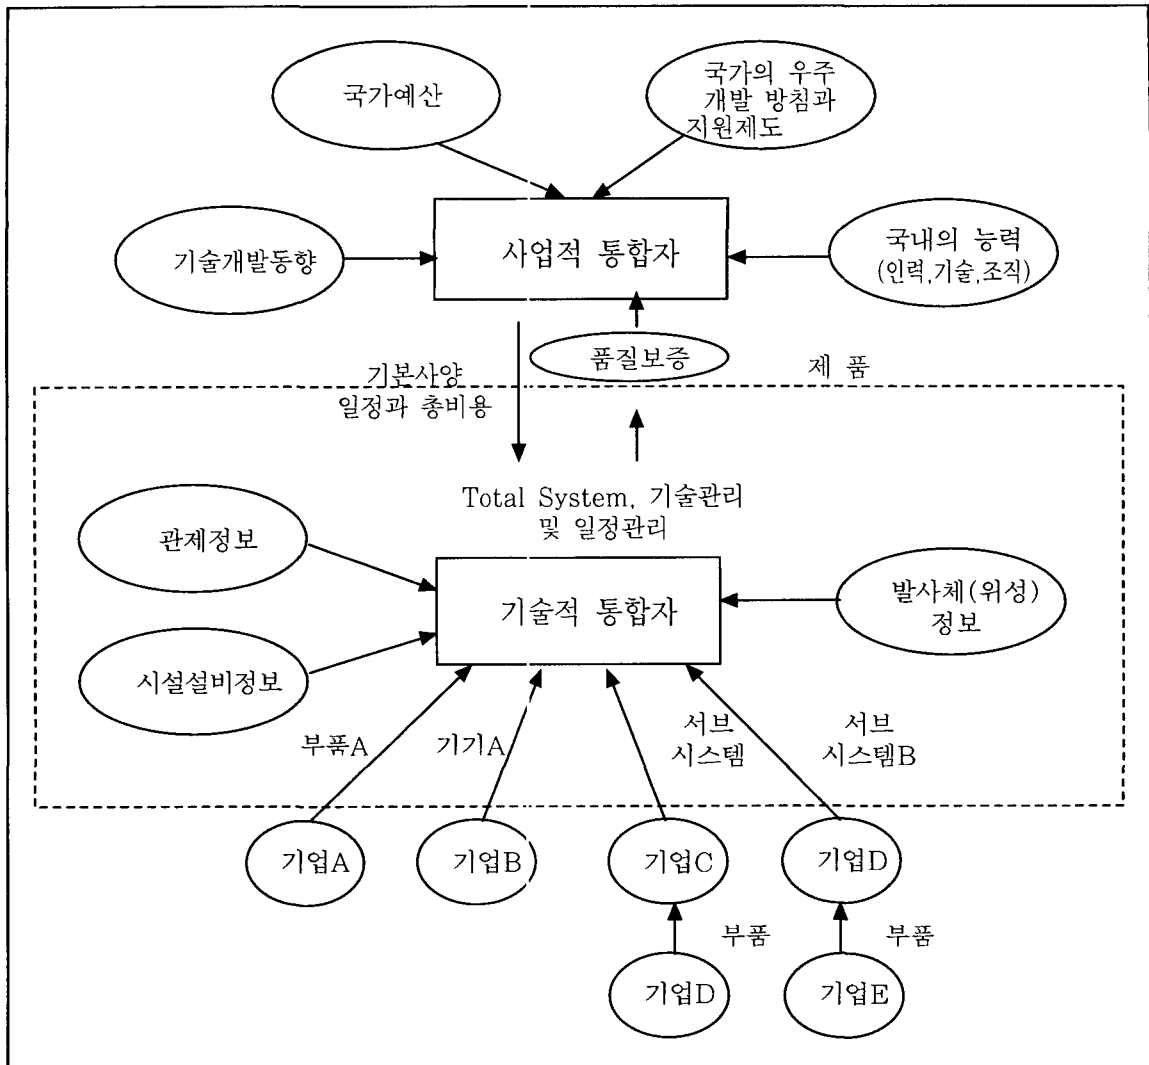 국가예산
국가의 우주
개발 방침과
지원제도
기술개발동향
사업적 통합자
국내의 능력
(인력,기술,조직)
품질보증
제 품
기본사양
일정과 총비용
Total System, 기술관리
및 일정관리
관제정보
기술적 통합자
발사체(위성)
정보
시설설비정보
부품A
기기A
서브
시스템
서브
시스템B
기업A
기업B
기업C
기업D
부품
부품
기업D
기업E